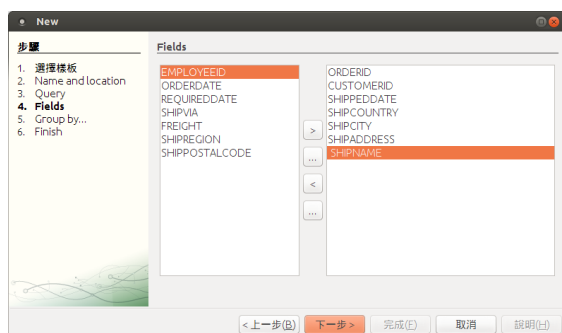 New
步驟
1. 選擇樣板
2. Name and location
3. Query
4. Fields
5. Group by...
6. Finish
Fields
EMPLOYEEID
ORDERDATE
REQUIREDDATE
SHIPVIA
FREIGHT
SHIPREGION
SHIPPOSTALCODE
>
...
<
...
ORDERID
CUSTOMERID
SHIPPEDDATE
SHIPCOUNTRY
SHIPCITY
SHIPADDRESS
SHIPNAME
<上一步(B) 下一步 > 完成(F) 取消 說明(H)